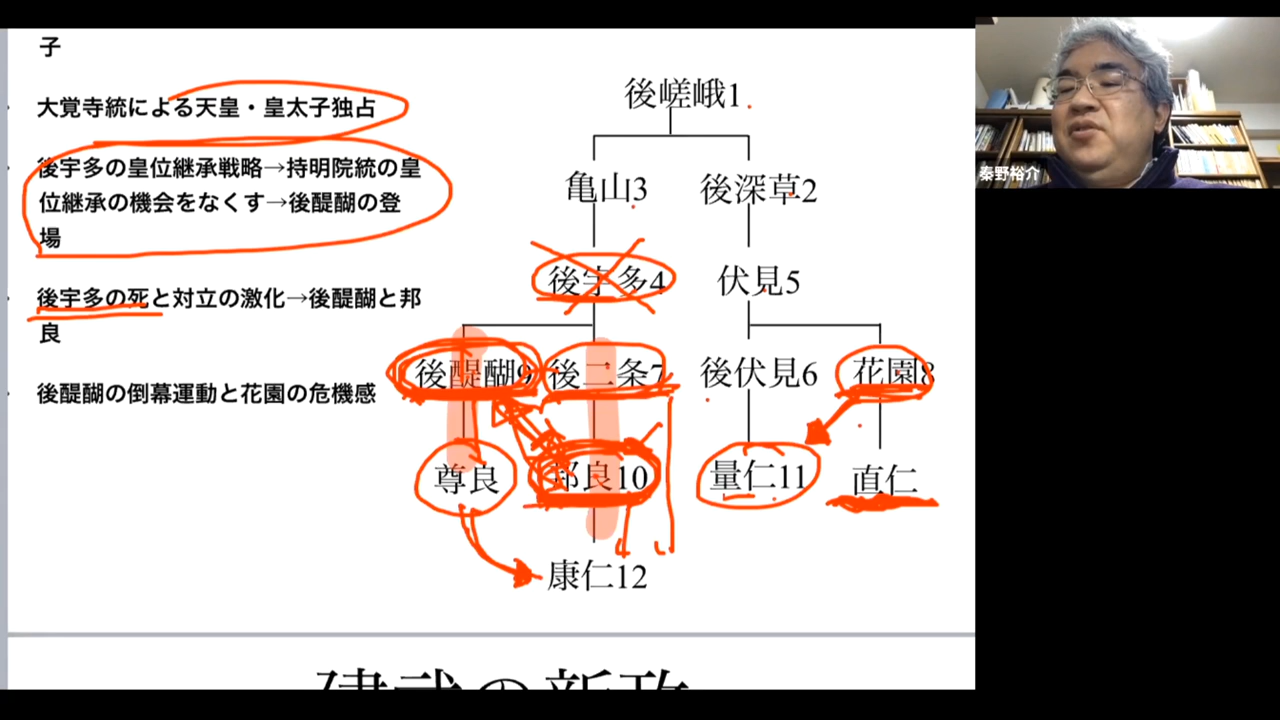 子
大覚寺統による天皇・皇太子独占
後宇多の皇位継承戦略→持明院統の皇
位継承の機会をなくす→後醍醐の登
場
後宇多の死と対立の激化→後醍醐と邦
良
後醍醐の倒幕運動と花園の危機感
後嵯峨1
亀山3
後深草2
後宇多4
伏見5
後醍醐9
後二条7
後伏見6
花園8
尊良
邦良10
量仁11
直仁
康仁12
建武の新政
秦野裕介